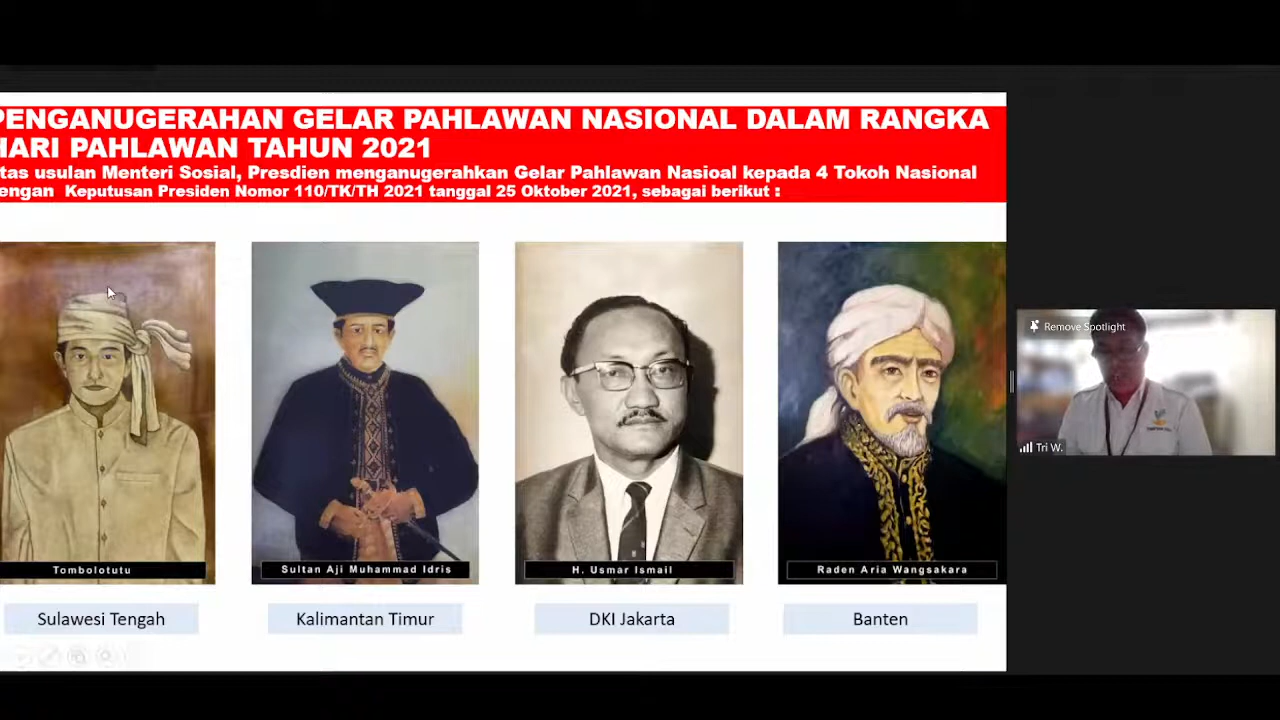 PENGANUGERAHAN GELAR PAHLAWAN NASIONAL DALAM RANGKA
HARI PAHLAWAN TAHUN 2021
tas usulan Menteri Sosial, Presdien menganugerahkan Gelar Pahlawan Nasioal kepada 4 Tokoh Nasional
engan Keputusan Presiden Nomor 110/TK/TH 2021 tanggal 25 Oktober 2021, sebagai berikut :
Tombolotutu
Sultan Aji Muhammad Idris
H. Usmar Ismail
Raden Aria Wangsakara
Sulawesi Tengah
Kalimantan Timur
DKI Jakarta
Banten
Remove Spotlight
Tri W.